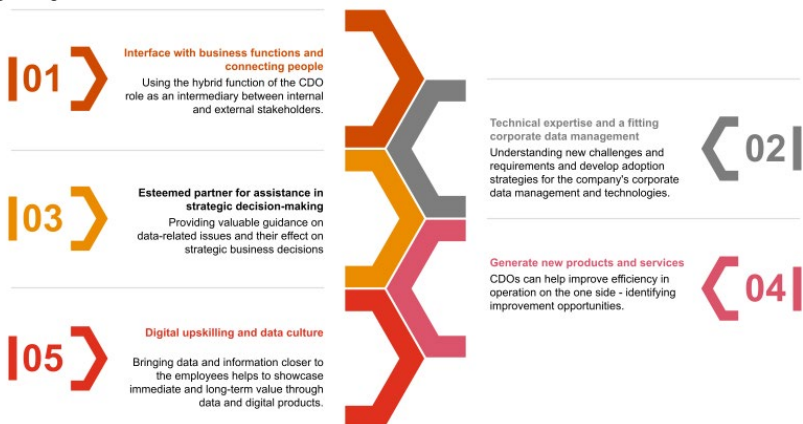 01
Interface with business functions and
connecting people
Using the hybrid function of the CDO
role as an intermediary between internal
and external stakeholders.
Technical expertise and a fitting
corporate data management
Understanding new challenges and
requirements and develop adoption
strategies for the company's corporate
data management and technologies.
02
03
Esteemed partner for assistance in
strategic decision-making
Providing valuable guidance on
data-related issues and their effect on
strategic business decisions
Generate new products and services
CDOs can help improve efficiency in
operation on the one side - identifying
improvement opportunities.
04
05
Digital upskilling and data culture
Bringing data and information closer to
the employees helps to showcase
immediate and long-term value through
data and digital products.